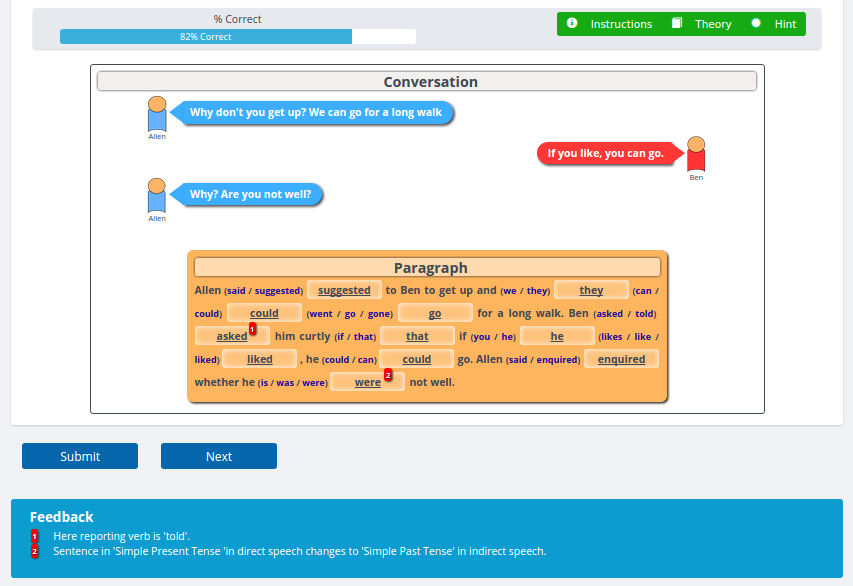 % Correct
82% Correct
Instructions Theory Hint
Conversation
Why don't you get up? We can go for a long walk
Allen
If you like, you can go.
Ben
Why? Are you not well?
Allen
Paragraph
Allen (said / suggested) suggested to Ben to get up and (we / they) they (can /
could) could (went / go / gone) go for a long walk. Ben (asked / told)
asked 1 him curtly (if / that) that if (you / he) he (likes / like /
liked) liked , he (could / can) could go. Allen (said / enquired) enquired
whether he (is / was / were) were 2 not well.
Submit Next
Feedback
1 Here reporting verb is 'told'.
2 Sentence in 'Simple Present Tense 'in direct speech changes to 'Simple Past Tense' in indirect speech.